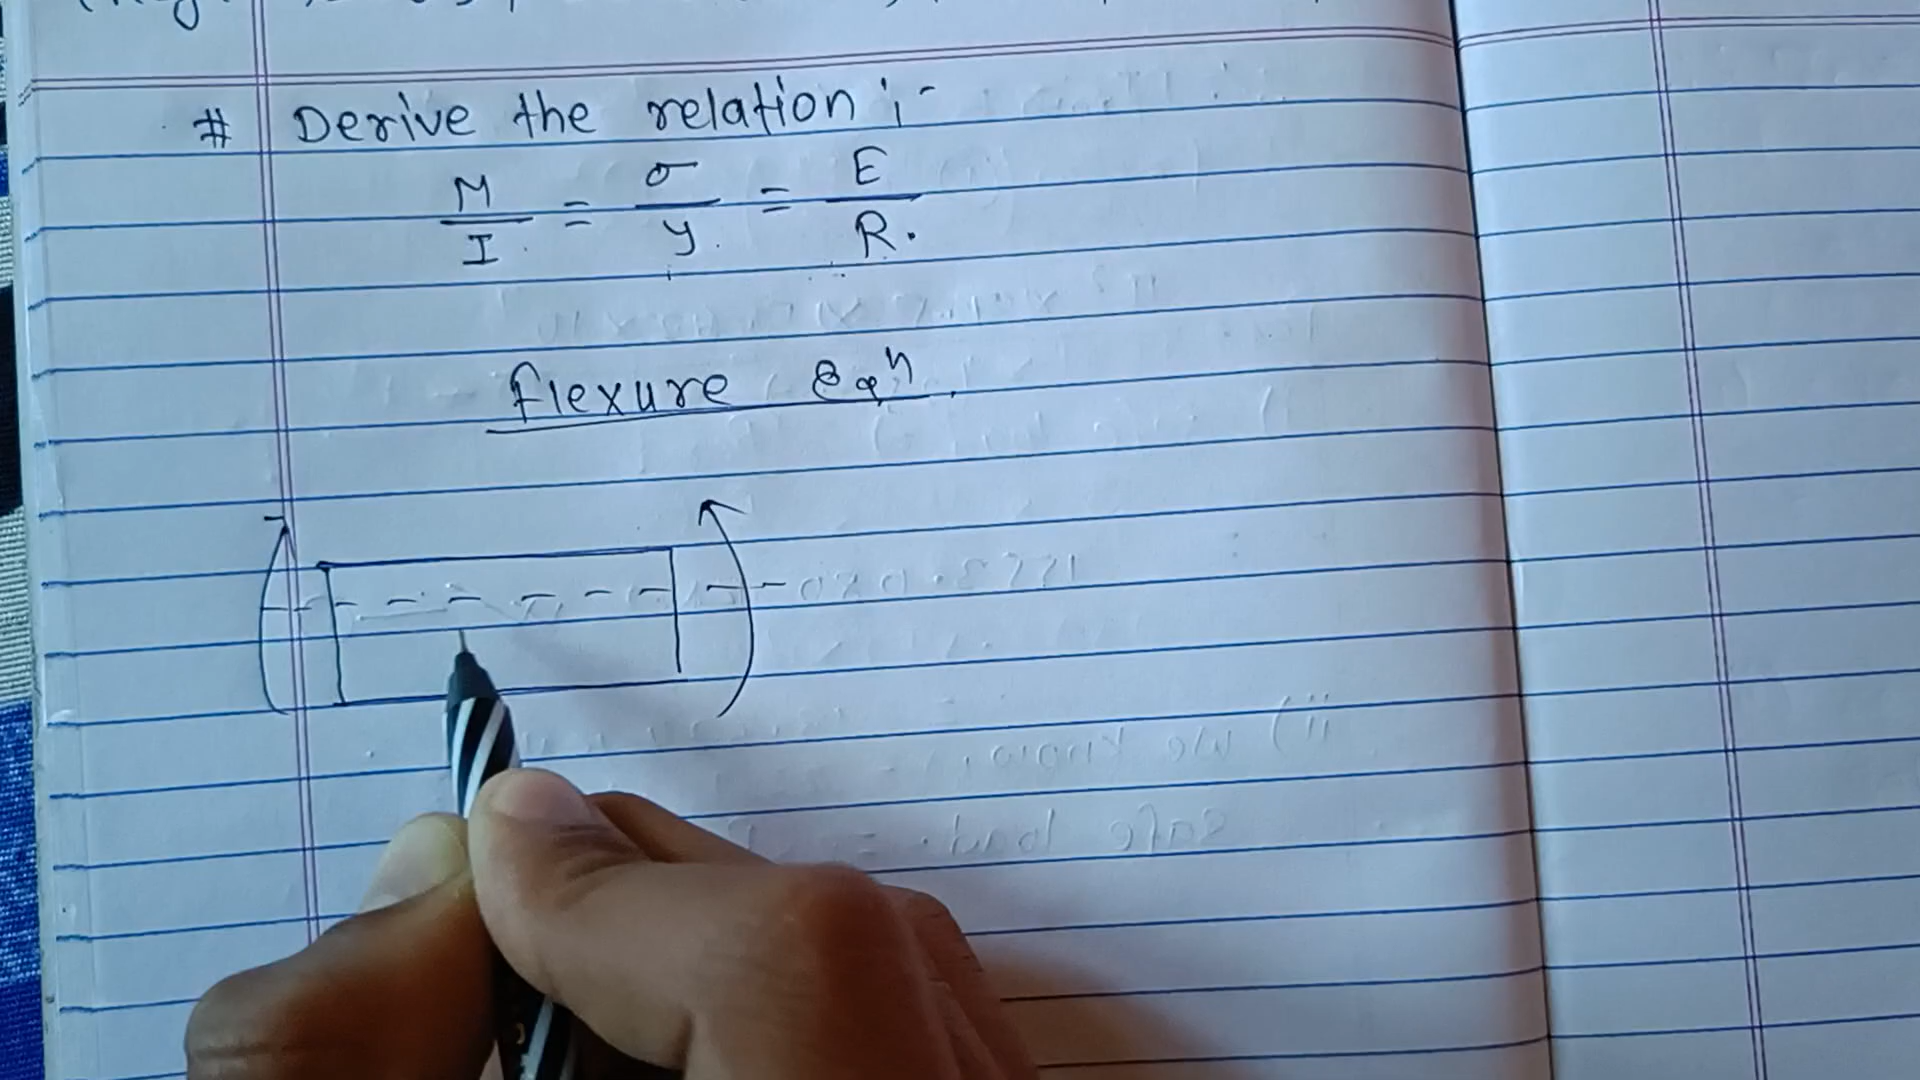 # Derive the relation :-
M/I = σ/y = E/R.
flexure eqⁿ.